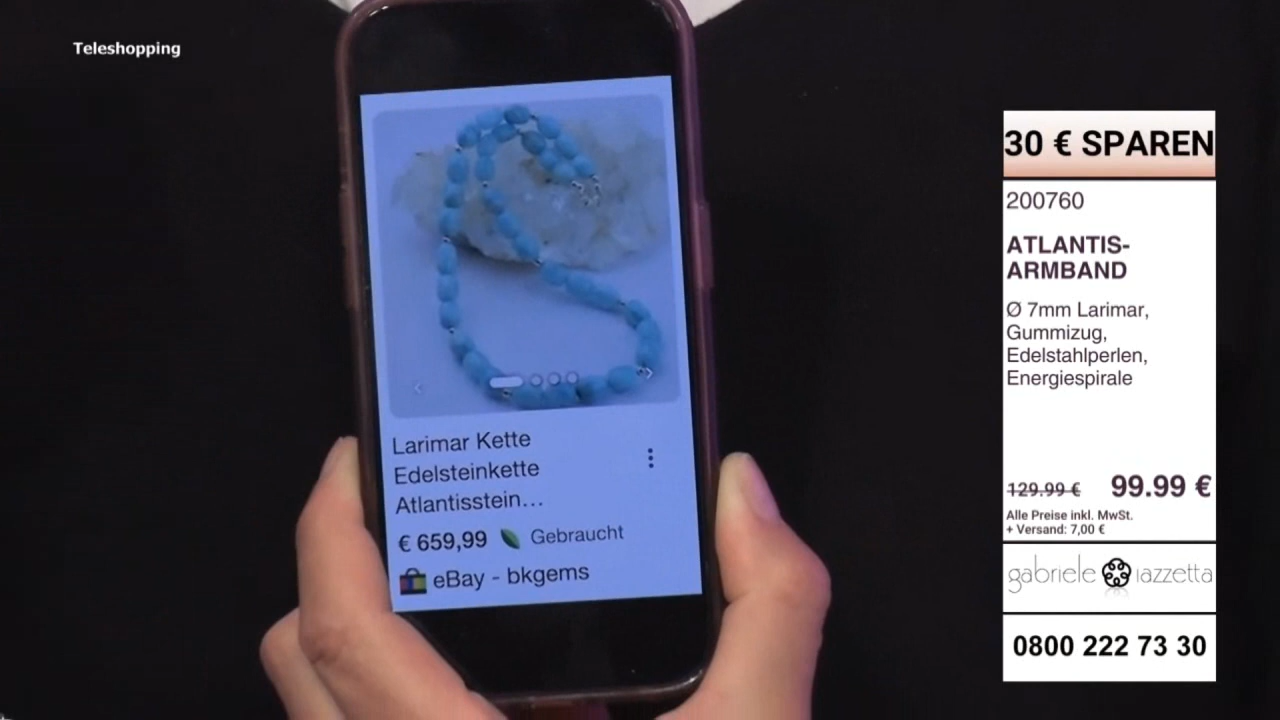 Teleshopping
Larimar Kette
Edelsteinkette
Atlantisstein...
€ 659,99 Gebraucht
eBay - bkgems
30 € SPAREN
200760
ATLANTIS-
ARMBAND
Ø 7mm Larimar,
Gummizug,
Edelstahlperlen,
Energiespirale
129.99 € 99.99 €
Alle Preise inkl. MwSt.
+ Versand: 7,00 €
gabriele iazzetta
0800 222 73 30